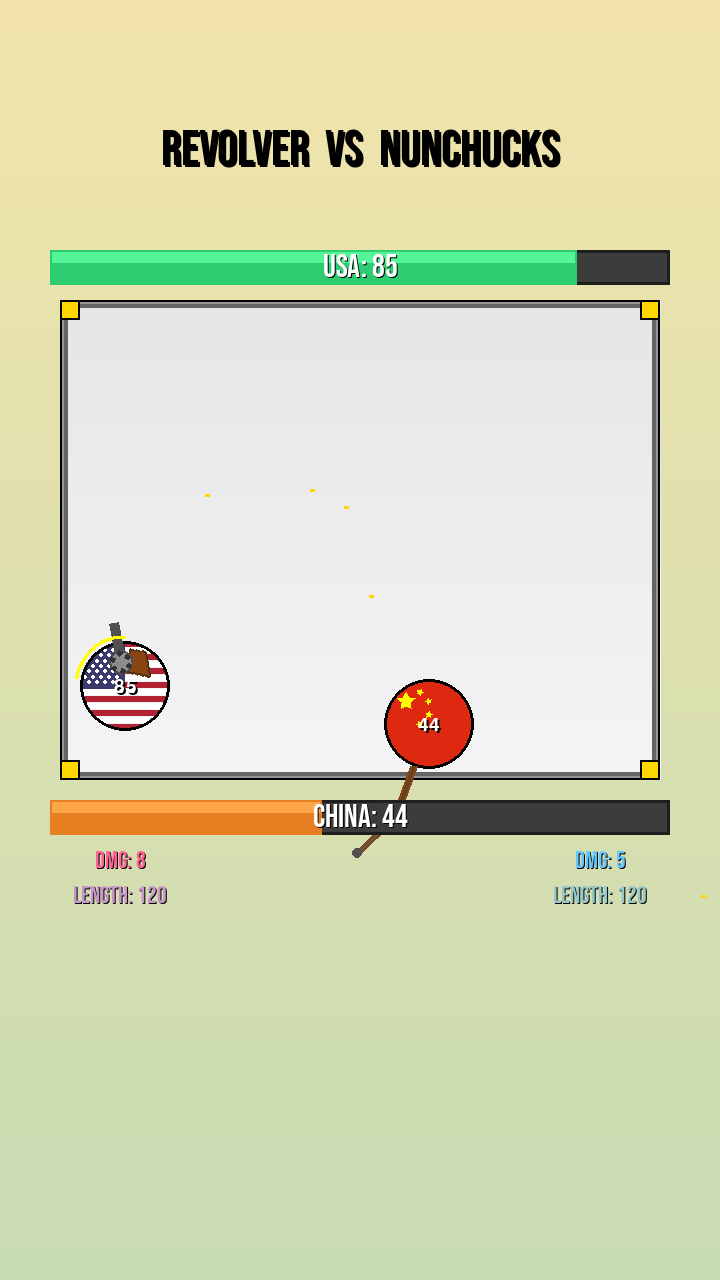 REVOLVER VS NUNCHUCKS
USA: 85
85
44
CHINA: 44
DMG: 8
DMG: 5
LENGTH: 120
LENGTH: 120